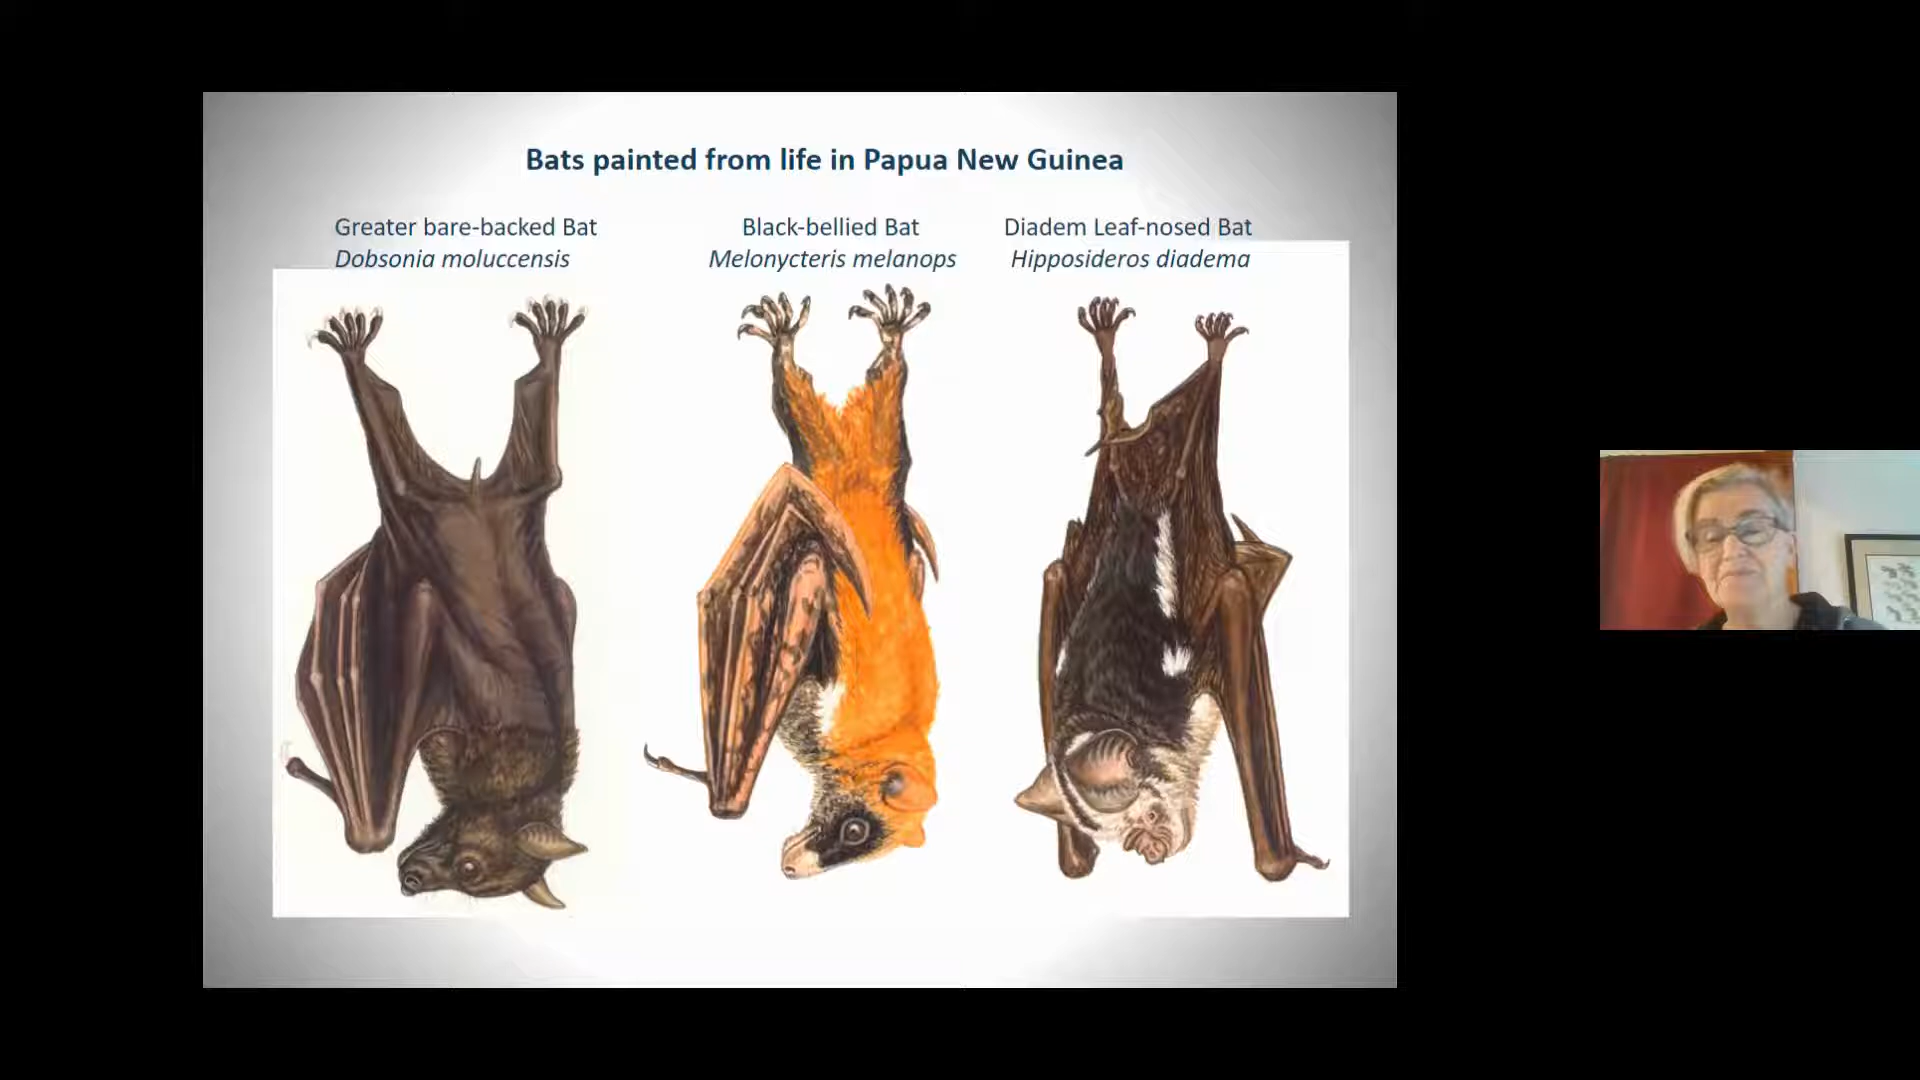 Bats painted from life in Papua New Guinea
Greater bare-backed Bat
Dobsonia moluccensis
Black-bellied Bat
Melonycteris melanops
Diadem Leaf-nosed Bat
Hipposideros diadema